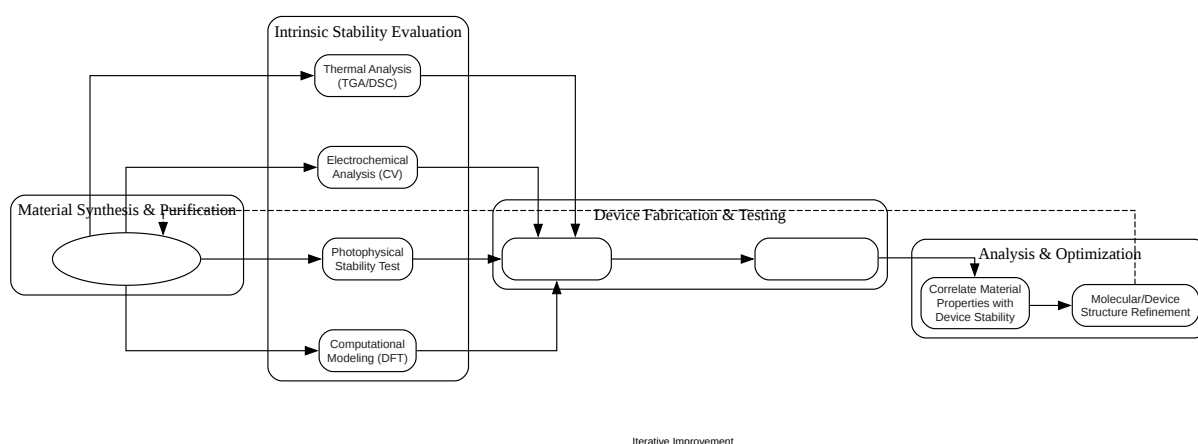 Intrinsic Stability Evaluation
Thermal Analysis
(TGA/DSC)
Electrochemical
Analysis (CV)
Photophysical
Stability Test
Computational
Modeling (DFT)
Material Synthesis & Purification
Device Fabrication & Testing
Analysis & Optimization
Correlate Material
Properties with
Device Stability
Molecular/Device
Structure Refinement
Iterative Improvement